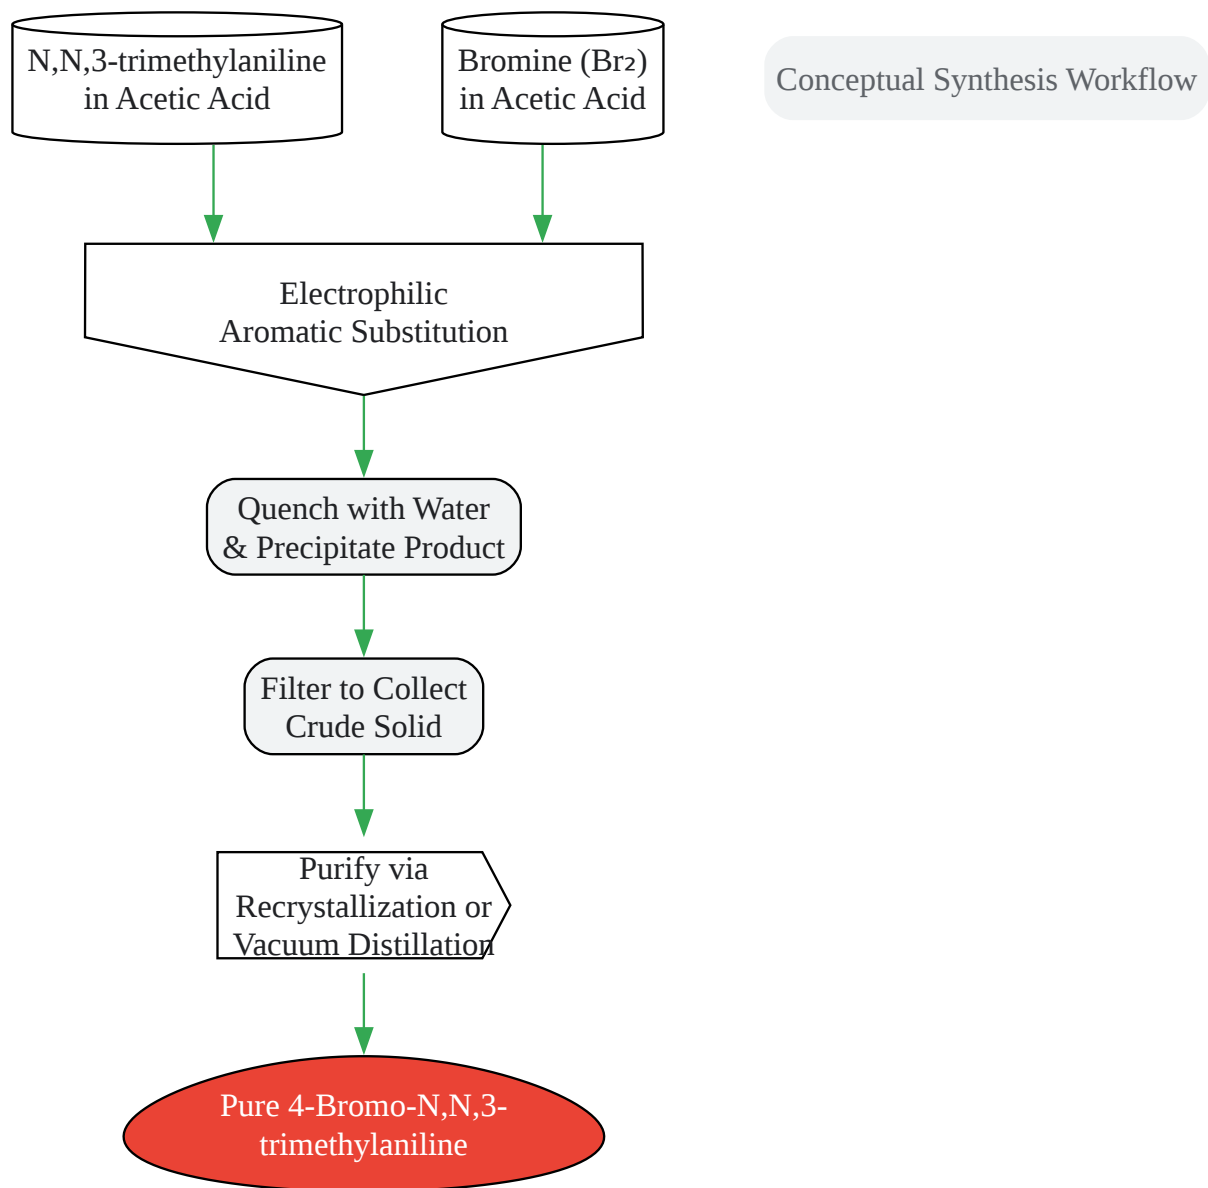 N,N,3-trimethylaniline
in Acetic Acid
Bromine (Br₂)
in Acetic Acid
Conceptual Synthesis Workflow
Electrophilic
Aromatic Substitution
Quench with Water
& Precipitate Product
Filter to Collect
Crude Solid
Purify via
Recrystallization or
Vacuum Distillation
Pure 4-Bromo-N,N,3-
trimethylaniline